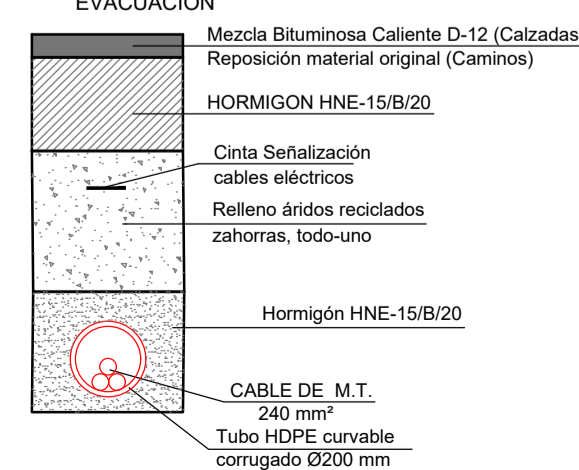 EVACUACIÓN
Mezcla Bituminosa Caliente D-12 (Calzadas
Reposición material original (Caminos)
HORMIGON HNE-15/B/20
Cinta Señalización
cables eléctricos
Relleno áridos reciclados
zahorras, todo-uno
Hormigón HNE-15/B/20
CABLE DE M.T.
240 mm²
Tubo HDPE curvable
corrugado Ø200 mm